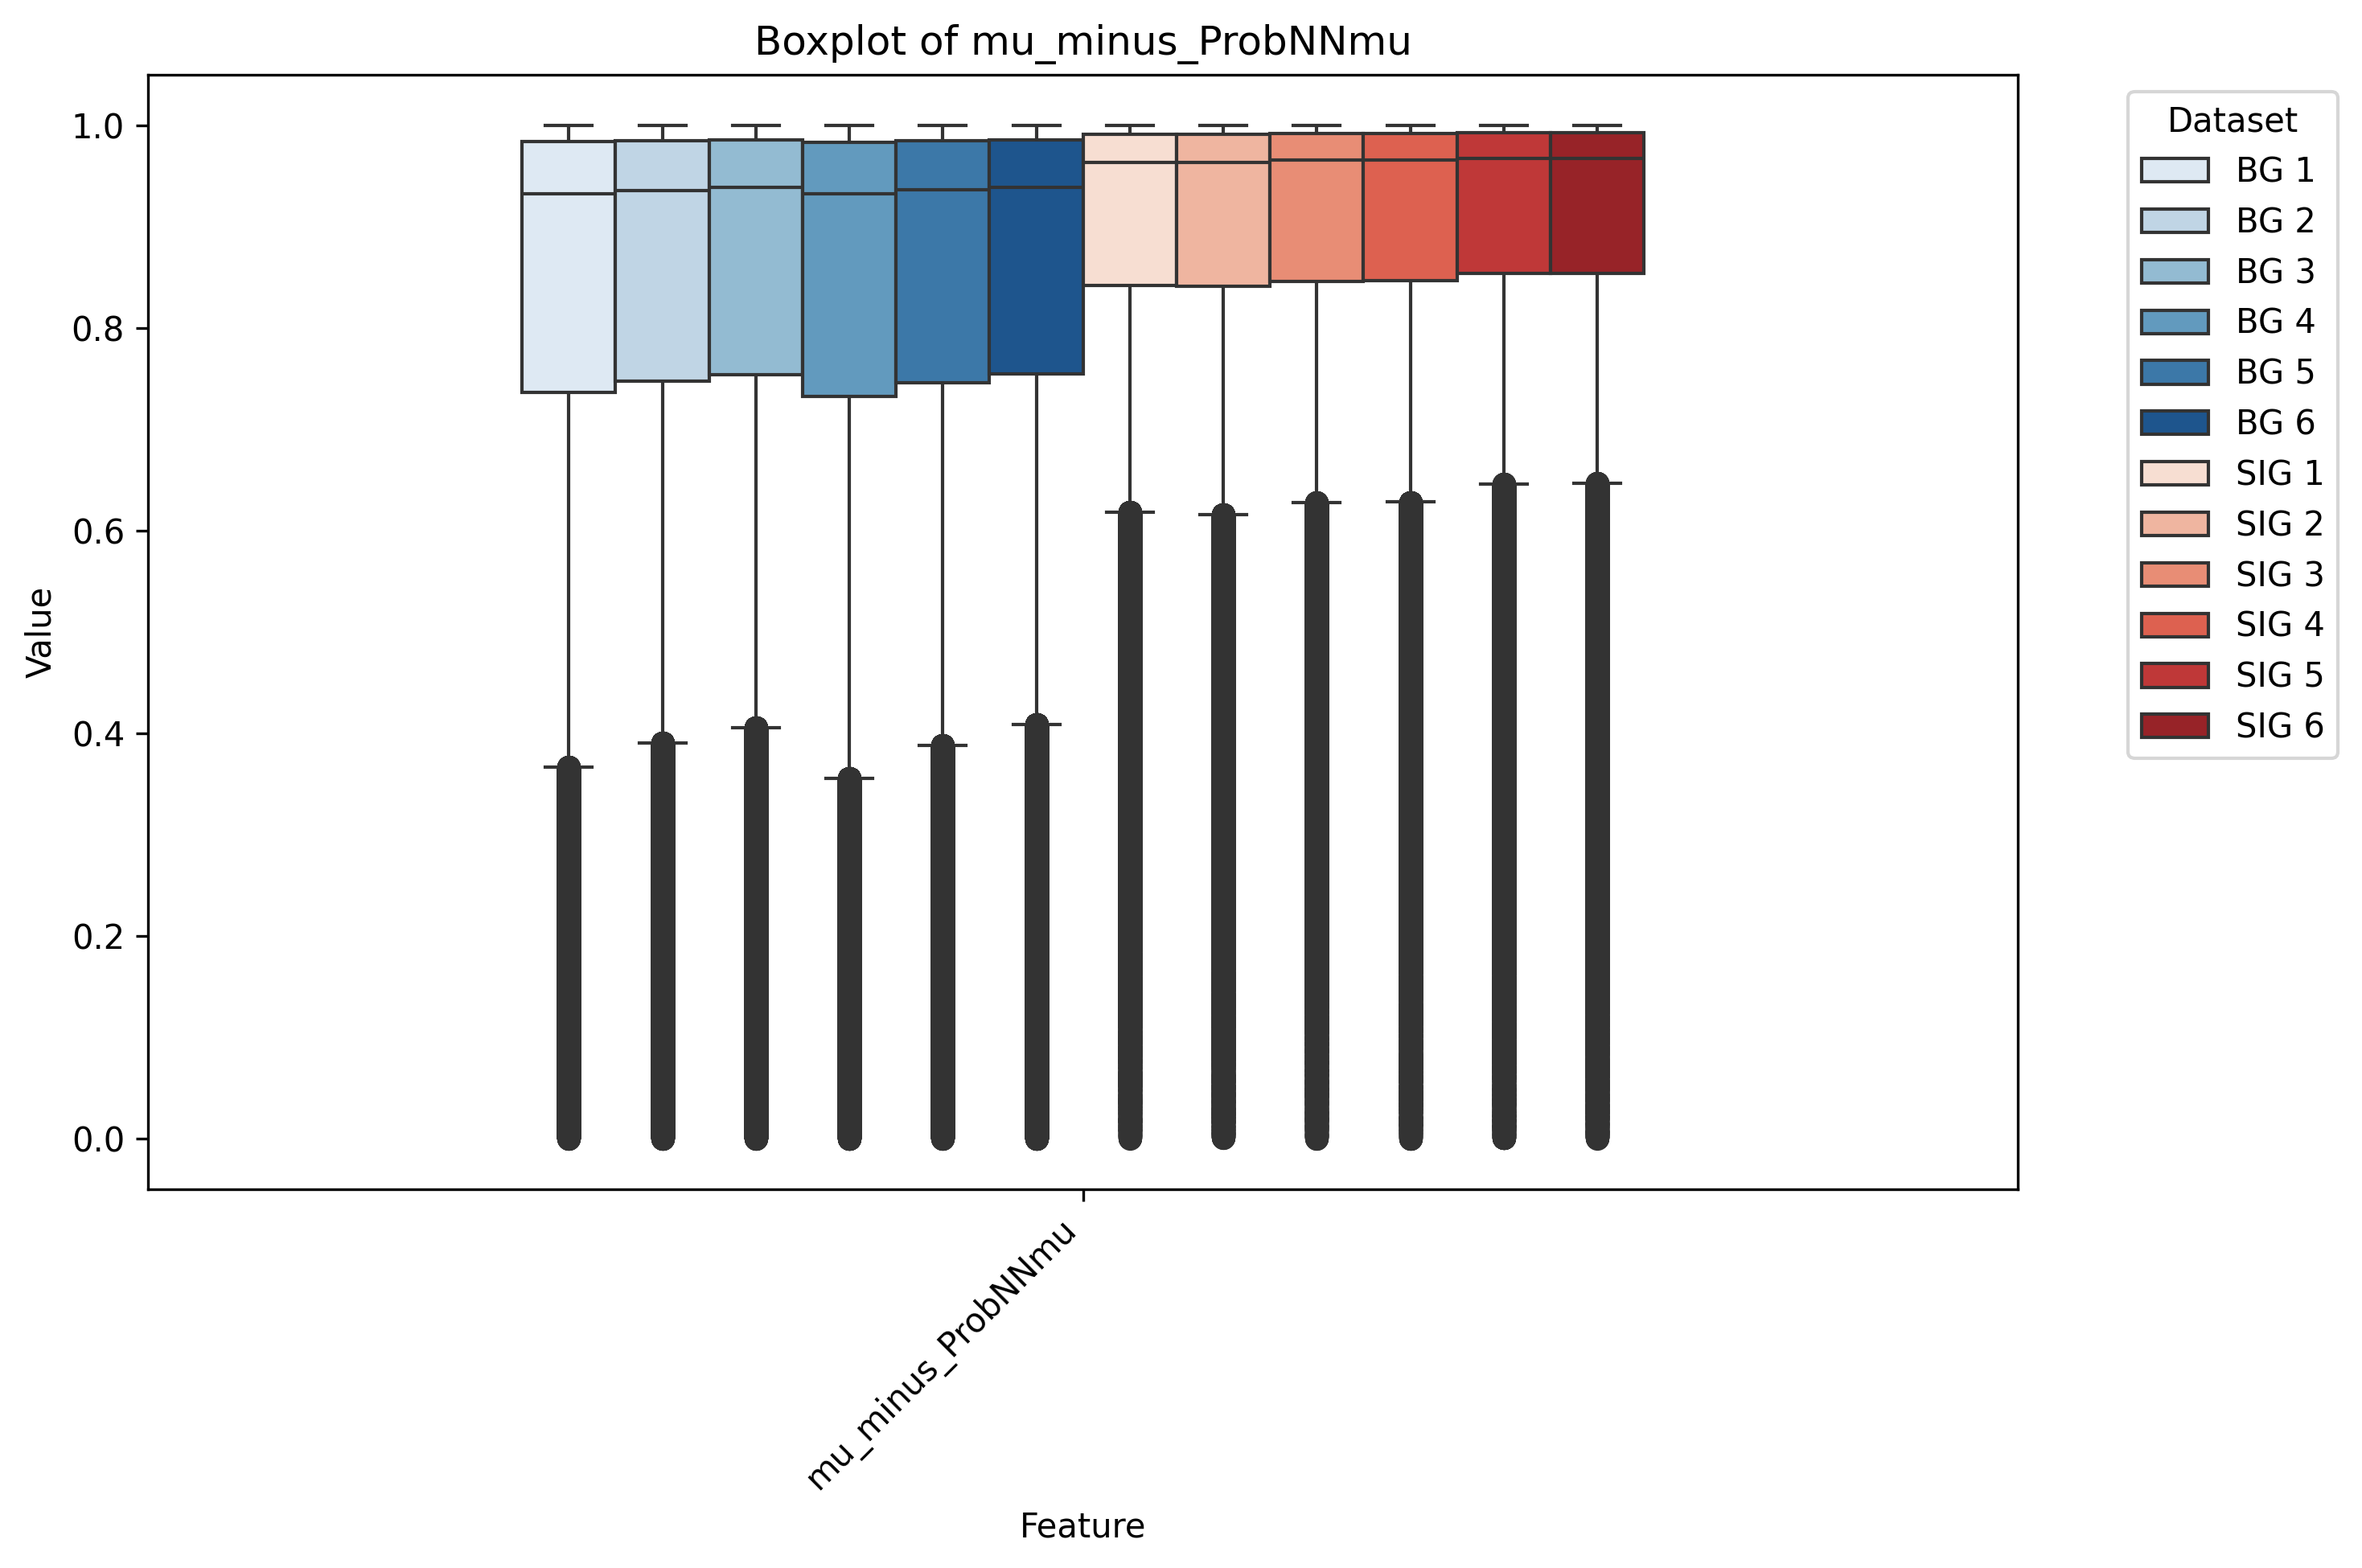 Boxplot of mu_minus_ProbNNmu
Value
1.0
0.8
0.6
0.4
0.2
0.0
mu_minus_ProbNNmu
Feature
Dataset
BG 1
BG 2
BG 3
BG 4
BG 5
BG 6
SIG 1
SIG 2
SIG 3
SIG 4
SIG 5
SIG 6